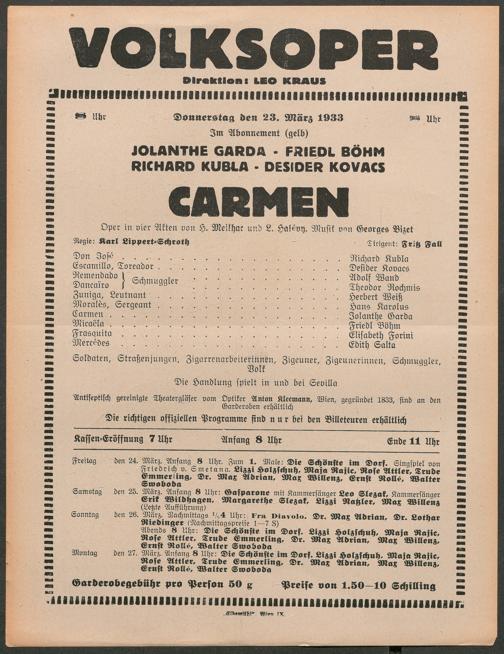 VOLKSOPER
Direktion: LEO KRAUS
Uhr Donnerstag den 23. März 1933 Uhr
Im Abonnement (gelb)
JOLANTHE GARDA - FRIEDL BÖHM
RICHARD KUBLA - DESIDER KOVACS
CARMEN
Oper in vier Akten von H. Meilhac und L. Halévy. Musik von Georges Bizet
Regie: Karl Lippert-Schroth Dirigent: Fritz Fall
Don José Richard Kubla
Escamillo, Toreador Desider Kovacs
Remendado } Schmuggler Adolf Wand
Dancairo Theodor Rochmis
Zuniga, Leutnant Herbert Weiß
Moralès, Sergeant Hans Karolus
Carmen Jolanthe Garda
Micaëla Friedl Böhm
Frasquita Elisabeth Forini
Mercédes Edith Salta
Soldaten, Straßenjungen, Zigarrenarbeiterinnen, Zigeuner, Zigeunerinnen, Schmuggler,
Volk
Die Handlung spielt in und bei Sevilla
Antiseptisch gereinigte Theatergläser vom Optiker Anton Kleemann, Wien, gegründet 1833, sind an den
Garderoben erhältlich
Die richtigen offiziellen Programme sind nur bei den Billeteuren erhältlich
Kassen-Eröffnung 7 Uhr Anfang 8 Uhr Ende 11 Uhr
Freitag den 24. März. Anfang 8 Uhr. Zum 1. Male: Die Schönste im Dorf. Singspiel von
Friedrich v. Smetana. Lizzi Holzschuh, Maja Rajic, Rose Attler, Trude
Emmerling, Dr. Max Adrian, Max Willenz, Ernst Rollé, Walter
Swoboda
Samstag den 25. März. Anfang 8 Uhr: Gasparone mit Kammersänger Leo Slezak, Kammersänger
Erik Wildhagen, Margarethe Slezak, Lizzi Natzler, Max Willenz
(Letzte Aufführung)
Sonntag den 26. März. Nachmittags ¼4 Uhr: Fra Diavolo. Dr. Max Adrian, Dr. Lothar
Riedinger (Nachmittagspreise 1—7 S)
Abends 8 Uhr: Die Schönste im Dorf. Lizzi Holzschuh, Maja Rajic,
Rose Attler, Trude Emmerling, Dr. Max Adrian, Max Willenz,
Ernst Rollé, Walter Swoboda
Montag den 27. März. Anfang 8 Uhr: Die Schönste im Dorf. Lizzi Holzschuh, Maja Rajic,
Rose Attler, Trude Emmerling, Dr. Max Adrian, Max Willenz,
Ernst Rollé, Walter Swoboda
Garderobegebühr pro Person 50 g Preise von 1.50—10 Schilling
Wien IX.